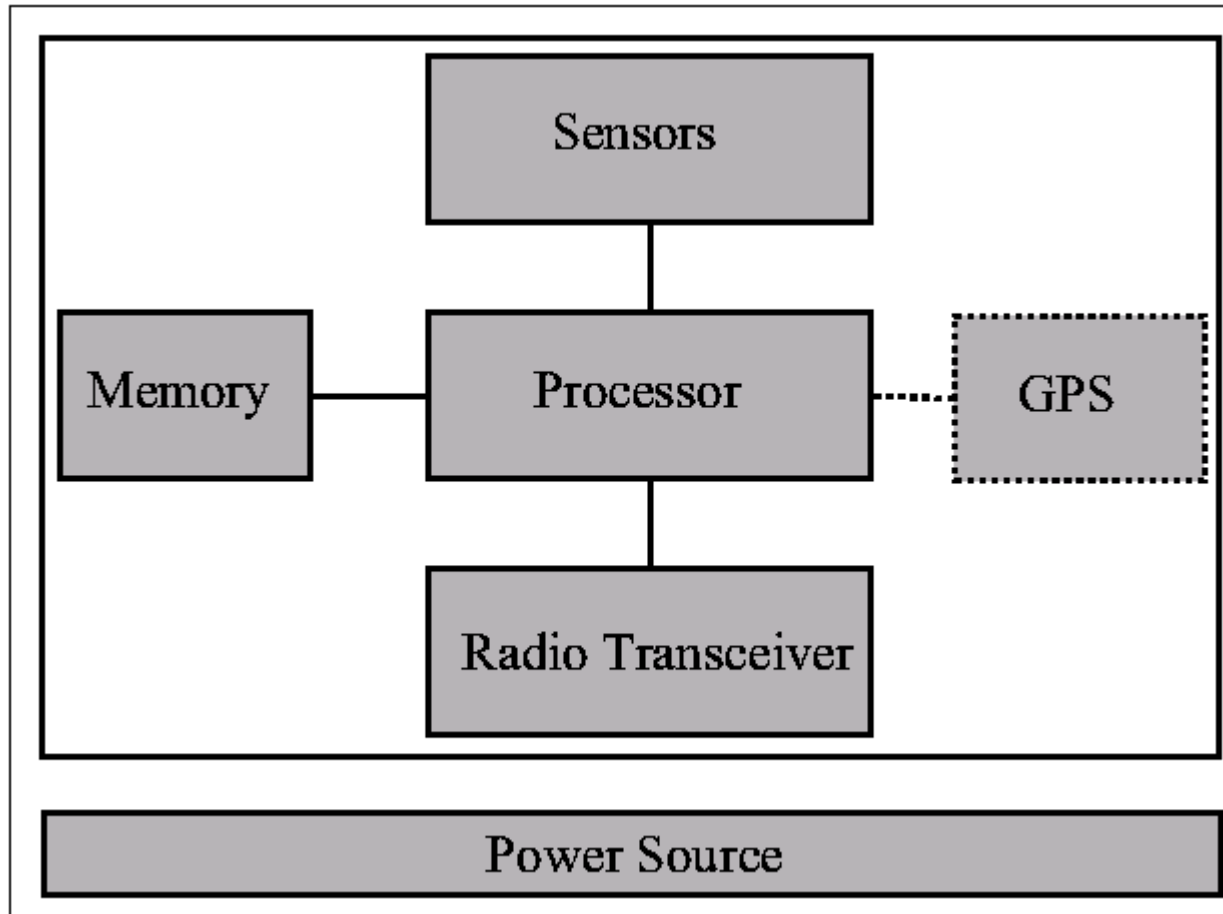 Sensors
Memory
Processor
GPS
Radio Transceiver
Power Source